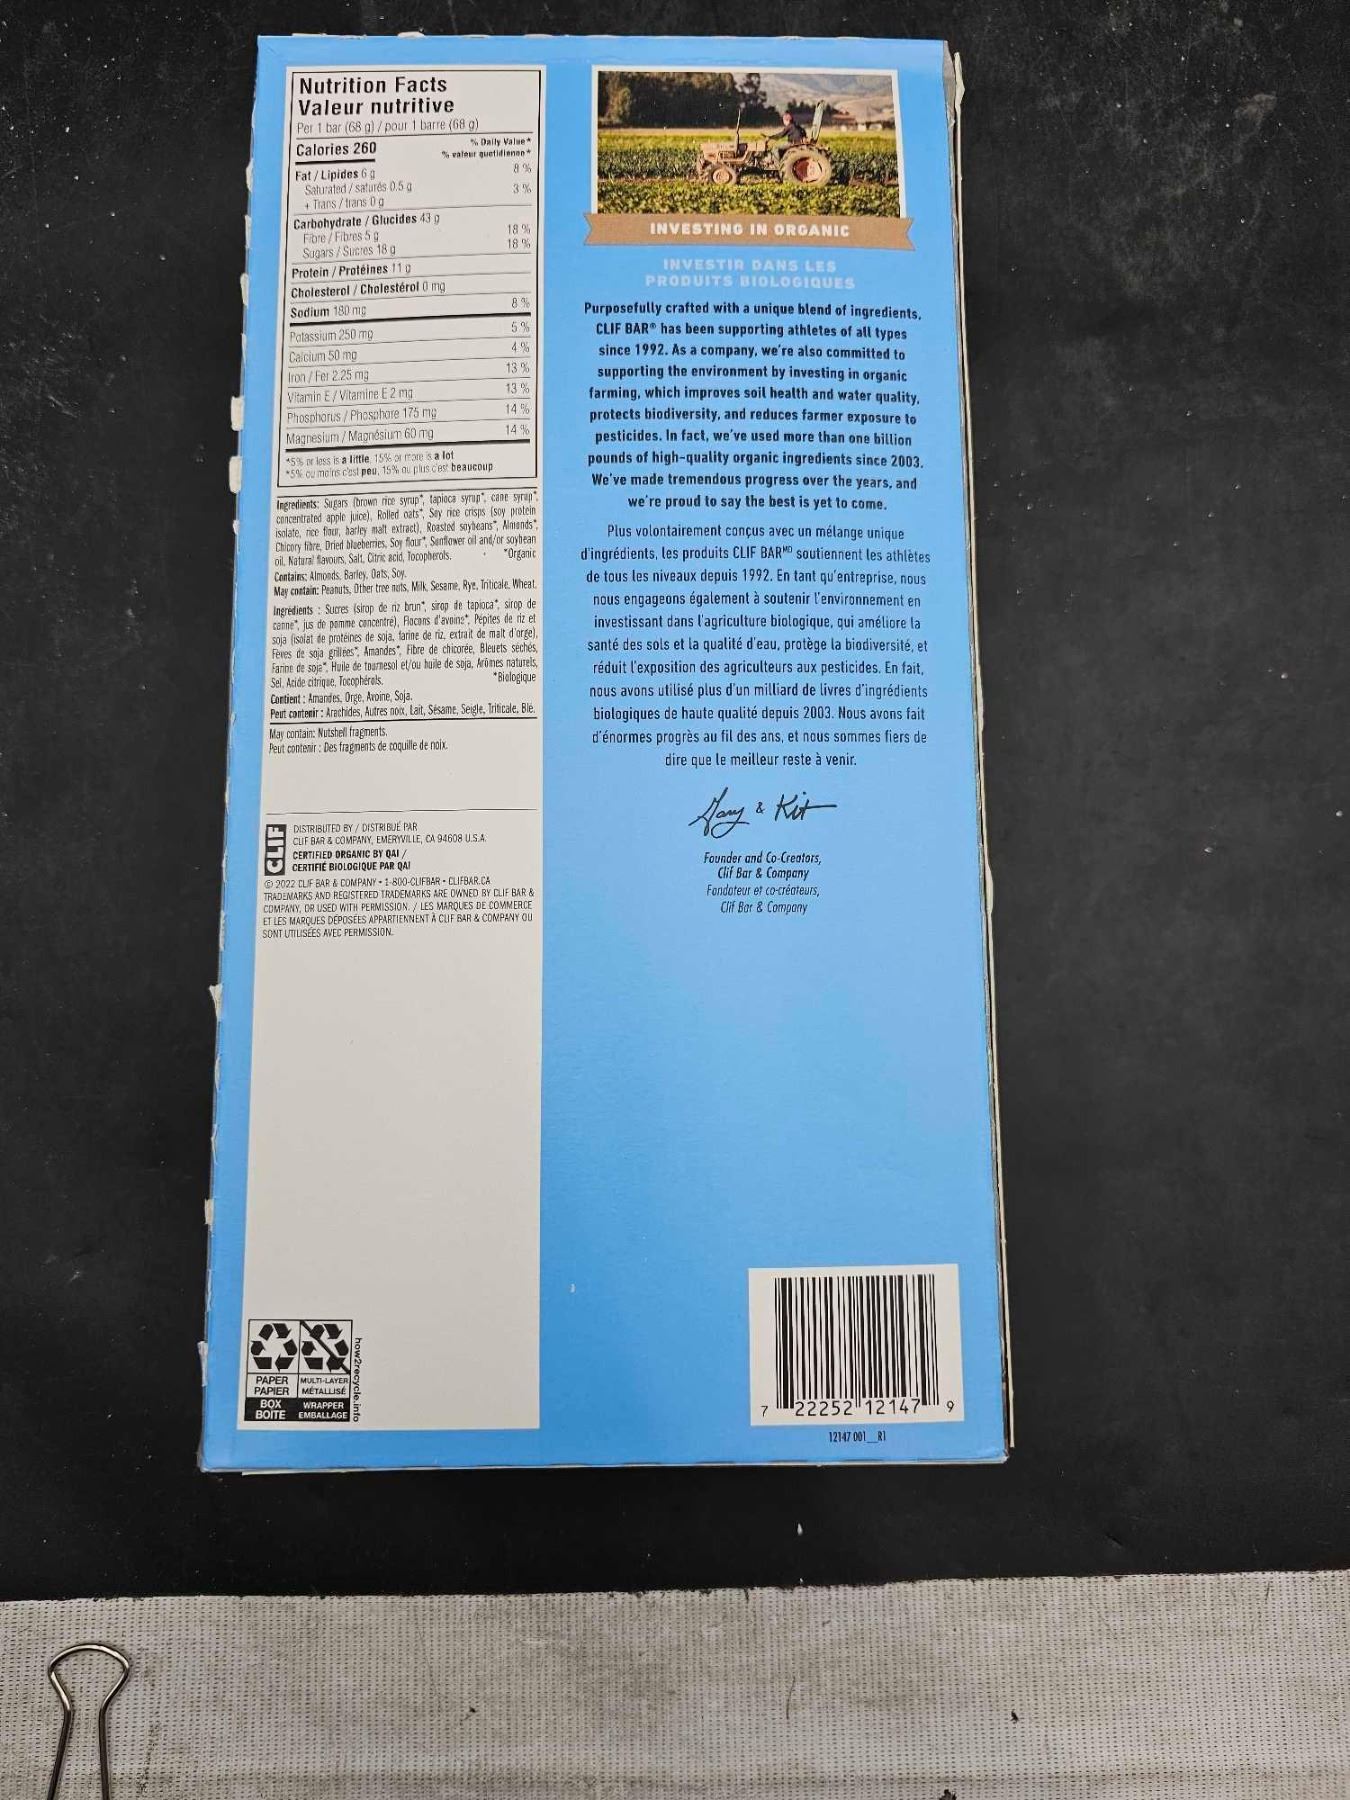 Nutrition Facts
Valeur nutritive
Per 1 bar (68 g) / pour 1 barre (68 g)
Calories 260
% Daily Value*
% valeur quotidienne*
Fat / Lipides 6 g 8 %
Saturated / saturés 0.5 g 3 %
+ Trans / trans 0 g
Carbohydrate / Glucides 43 g
Fibre / Fibres 5 g 18 %
Sugars / Sucres 18 g 18 %
Protein / Protéines 11 g
Cholesterol / Cholestérol 0 mg
Sodium 180 mg 8 %
Potassium 250 mg 5 %
Calcium 50 mg 4 %
Iron / Fer 2.25 mg 13 %
Vitamin E / Vitamine E 2 mg 13 %
Phosphorus / Phosphore 175 mg 14 %
Magnesium / Magnésium 60 mg 14 %
*5% or less is a little, 15% or more is a lot
*5% ou moins c'est peu, 15% ou plus c'est beaucoup
Ingredients: Sugars (brown rice syrup*, tapioca syrup*, cane syrup*,
concentrated apple juice), Rolled oats*, Soy rice crisps (soy protein
isolate, rice flour, barley malt extract), Roasted soybeans*, Almonds*,
Chicory fibre, Dried blueberries, Soy flour*, Sunflower oil and/or soybean
oil, Natural flavours, Salt, Citric acid, Tocopherols. *Organic
Contains: Almonds, Barley, Oats, Soy.
May contain: Peanuts, Other tree nuts, Milk, Sesame, Rye, Triticale, Wheat.
Ingrédients : Sucres (sirop de riz brun*, sirop de tapioca*, sirop de
canne*, jus de pomme concentré), Flocons d'avoine*, Pépites de riz et
soja (isolat de protéines de soja, farine de riz, extrait de malt d'orge),
Fèves de soja grillées*, Amandes*, Fibre de chicorée, Bleuets séchés,
Farine de soja*, Huile de tournesol et/ou huile de soja, Arômes naturels,
Sel, Acide citrique, Tocophérols. *Biologique
Contient : Amandes, Orge, Avoine, Soja.
Peut contenir : Arachides, Autres noix, Lait, Sésame, Seigle, Triticale, Blé.
May contain: Nutshell fragments.
Peut contenir : Des fragments de coquille de noix.
CLIF
DISTRIBUTED BY / DISTRIBUÉ PAR
CLIF BAR & COMPANY, EMERYVILLE, CA 94608 U.S.A.
CERTIFIED ORGANIC BY QAI /
CERTIFIÉ BIOLOGIQUE PAR QAI
© 2022 CLIF BAR & COMPANY • 1-800-CLIFBAR • CLIFBAR.CA
TRADEMARKS AND REGISTERED TRADEMARKS ARE OWNED BY CLIF BAR &
COMPANY, OR USED WITH PERMISSION. / LES MARQUES DE COMMERCE
ET LES MARQUES DÉPOSÉES APPARTIENNENT À CLIF BAR & COMPANY OU
SONT UTILISÉES AVEC PERMISSION.
PAPER
PAPIER
BOX
BOÎTE
MULTI-LAYER
MÉTALLISÉ
WRAPPER
EMBALLAGE
how2recycle.info
INVESTING IN ORGANIC
INVESTIR DANS LES
PRODUITS BIOLOGIQUES
Purposefully crafted with a unique blend of ingredients,
CLIF BAR® has been supporting athletes of all types
since 1992. As a company, we're also committed to
supporting the environment by investing in organic
farming, which improves soil health and water quality,
protects biodiversity, and reduces farmer exposure to
pesticides. In fact, we've used more than one billion
pounds of high-quality organic ingredients since 2003.
We've made tremendous progress over the years, and
we're proud to say the best is yet to come.
Plus volontairement conçus avec un mélange unique
d'ingrédients, les produits CLIF BARᴹᴰ soutiennent les athlètes
de tous les niveaux depuis 1992. En tant qu'entreprise, nous
nous engageons également à soutenir l'environnement en
investissant dans l'agriculture biologique, qui améliore la
santé des sols et la qualité d'eau, protège la biodiversité, et
réduit l'exposition des agriculteurs aux pesticides. En fait,
nous avons utilisé plus d'un milliard de livres d'ingrédients
biologiques de haute qualité depuis 2003. Nous avons fait
d'énormes progrès au fil des ans, et nous sommes fiers de
dire que le meilleur reste à venir.
Gary & Kit
Founder and Co-Creators,
Clif Bar & Company
Fondateur et co-créateurs,
Clif Bar & Company
7 22252 12147 9
12147 001__R1